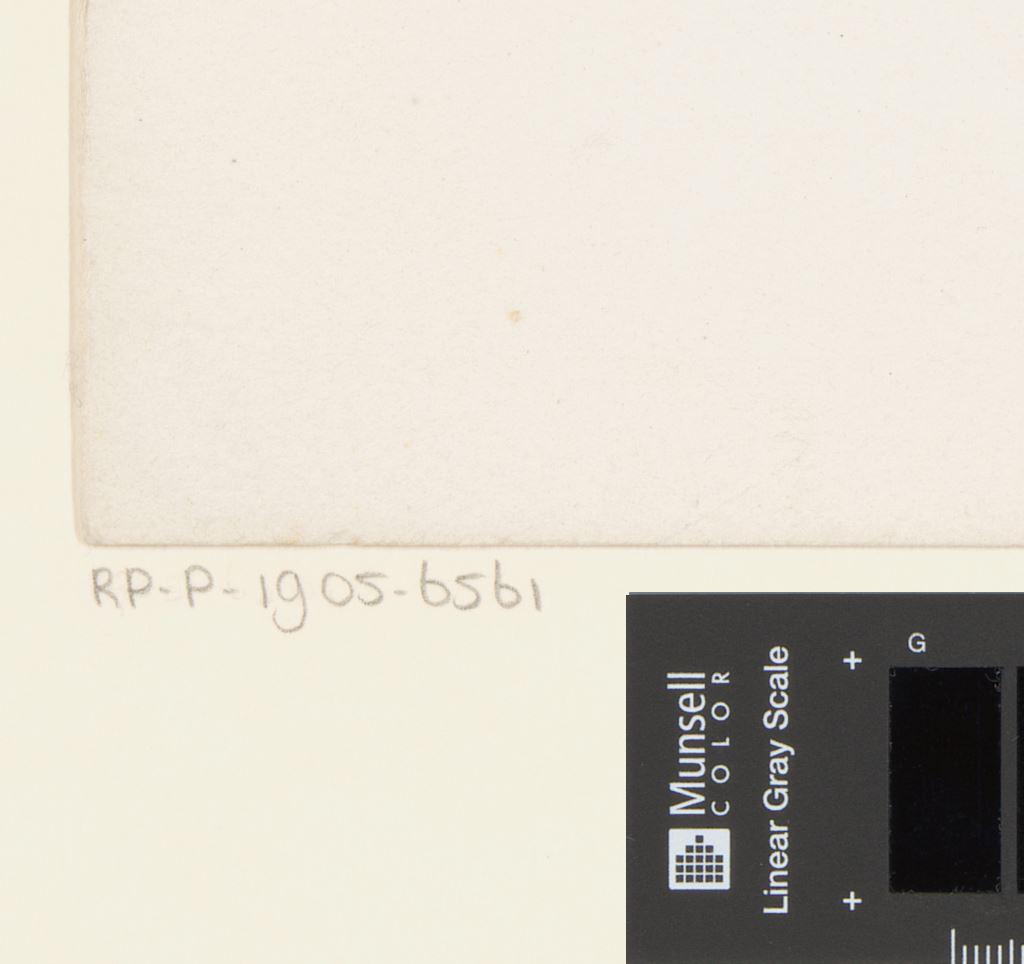 RP-P-1905-6561
Munsell
COLOR
Linear Gray Scale
+ G
+